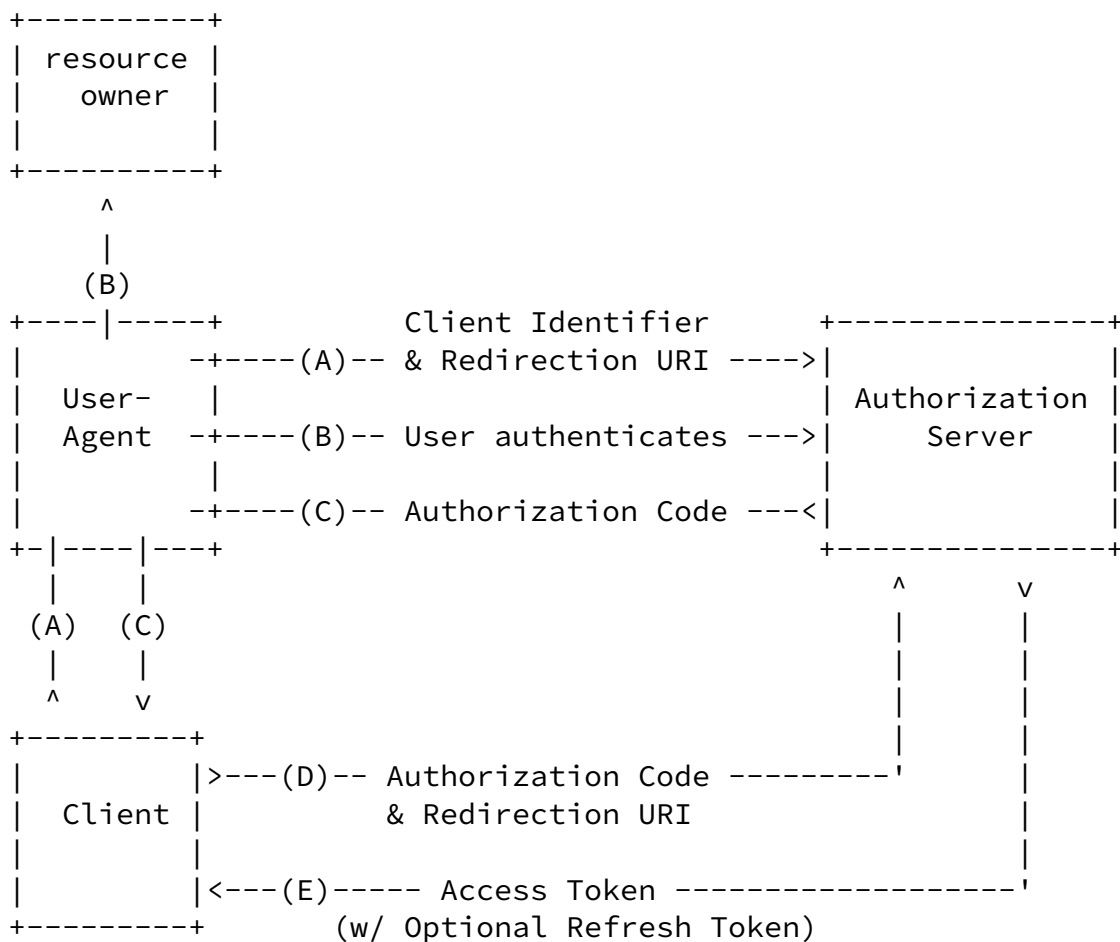 resource
owner
(B)
Client Identifier
(A) & Redirection URI
User-
Authorization
Agent
(B) User authenticates
Server
(C) Authorization Code
(A) (C)
(D) Authorization Code
Client
& Redirection URI
(E) Access Token
(w/ Optional Refresh Token)